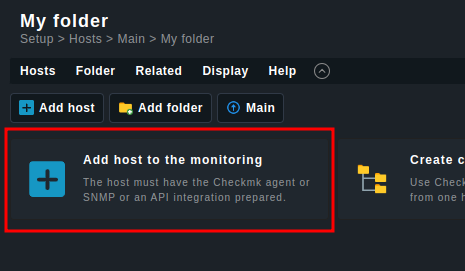 My folder
Setup > Hosts > Main > My folder
Hosts Folder Related Display Help
Add host Add folder Main
Add host to the monitoring
The host must have the Checkmk agent or
SNMP or an API integration prepared.
Create c
Use Check
from one h